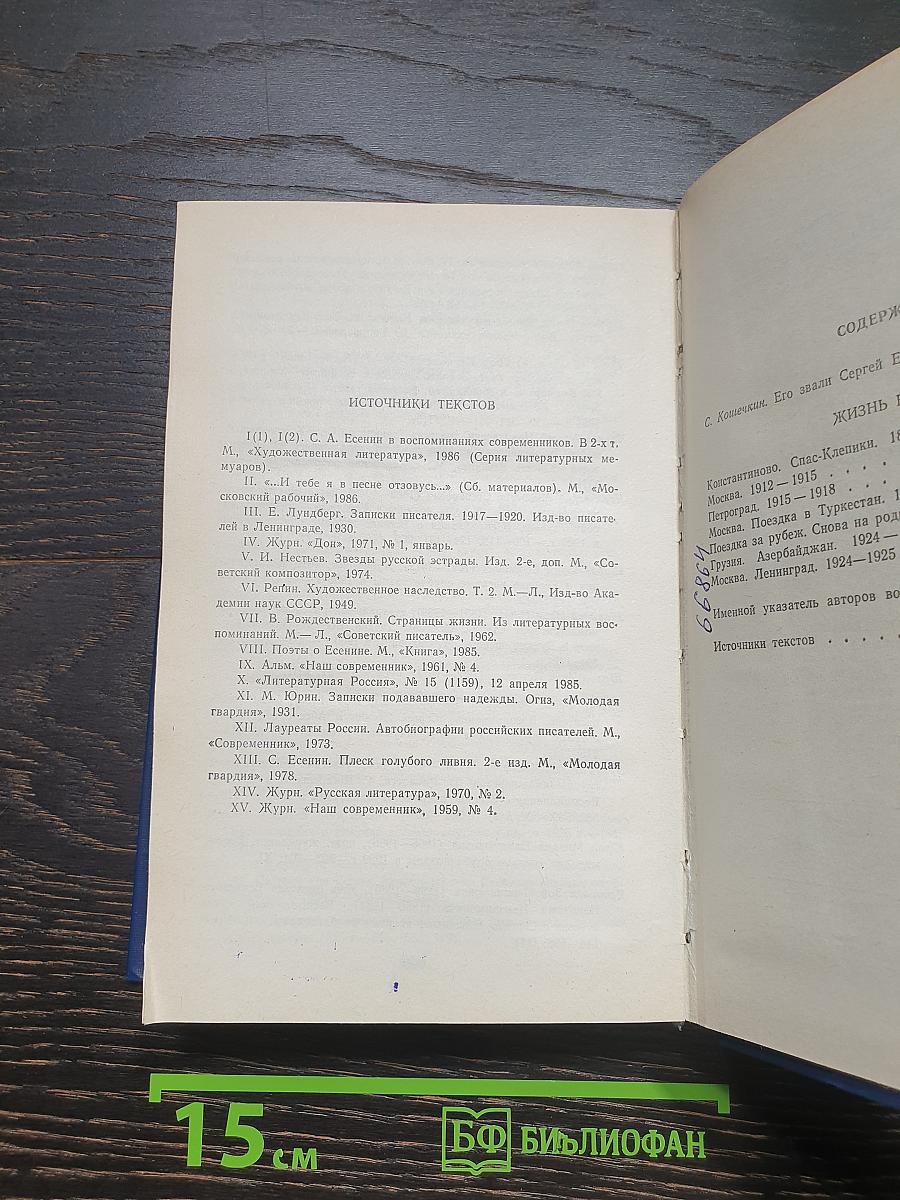 ИСТОЧНИКИ ТЕКСТОВ
I(1), I(2). С. А. Есенин в воспоминаниях современников. В 2-х т.
М., «Художественная литература», 1986 (Серия литературных ме-
муаров).
II. «...И тебе я в песне отзовусь...» (Сб. материалов). М., «Мо-
сковский рабочий», 1986.
III. Е. Лундберг. Записки писателя. 1917—1920. Изд-во писате-
лей в Ленинграде, 1930.
IV. Журн. «Дон», 1971, № 1, январь.
V. И. Нестьев. Звезды русской эстрады. Изд. 2-е, доп. М., «Со-
ветский композитор», 1974.
VI. Репин. Художественное наследство. Т. 2. М.—Л., Изд-во Ака-
демии наук СССР, 1949.
VII. В. Рождественский. Страницы жизни. Из литературных вос-
поминаний. М.— Л., «Советский писатель», 1962.
VIII. Поэты о Есенине. М., «Книга», 1985.
IX. Альм. «Наш современник», 1961, № 4.
X. «Литературная Россия», № 15 (1159), 12 апреля 1985.
XI. М. Юрин. Записки подававшего надежды. Огиз, «Молодая
гвардия», 1931.
XII. Лауреаты России. Автобиографии российских писателей. М.,
«Современник», 1973.
XIII. С. Есенин. Плеск голубого ливня. 2-е изд. М., «Молодая
гвардия», 1978.
XIV. Журн. «Русская литература», 1970, № 2.
XV. Журн. «Наш современник», 1959, № 4.
СОДЕРЖ
С. Кошечкин. Его звали Сергей Е
ЖИЗНЬ
Константиново. Спас-Клепики. 18
Москва. 1912 — 1915 . . . .
Петроград. 1915 — 1918 . . .
Москва. Поездка в Туркестан. 1
Поездка за рубеж. Снова на роди
Грузия. Азербайджан. 1924 —
Москва. Ленинград. 1924—1925
Именной указатель авторов во
Источники текстов . . . . .
66864
15 см
БФ БИБЛИОФАН